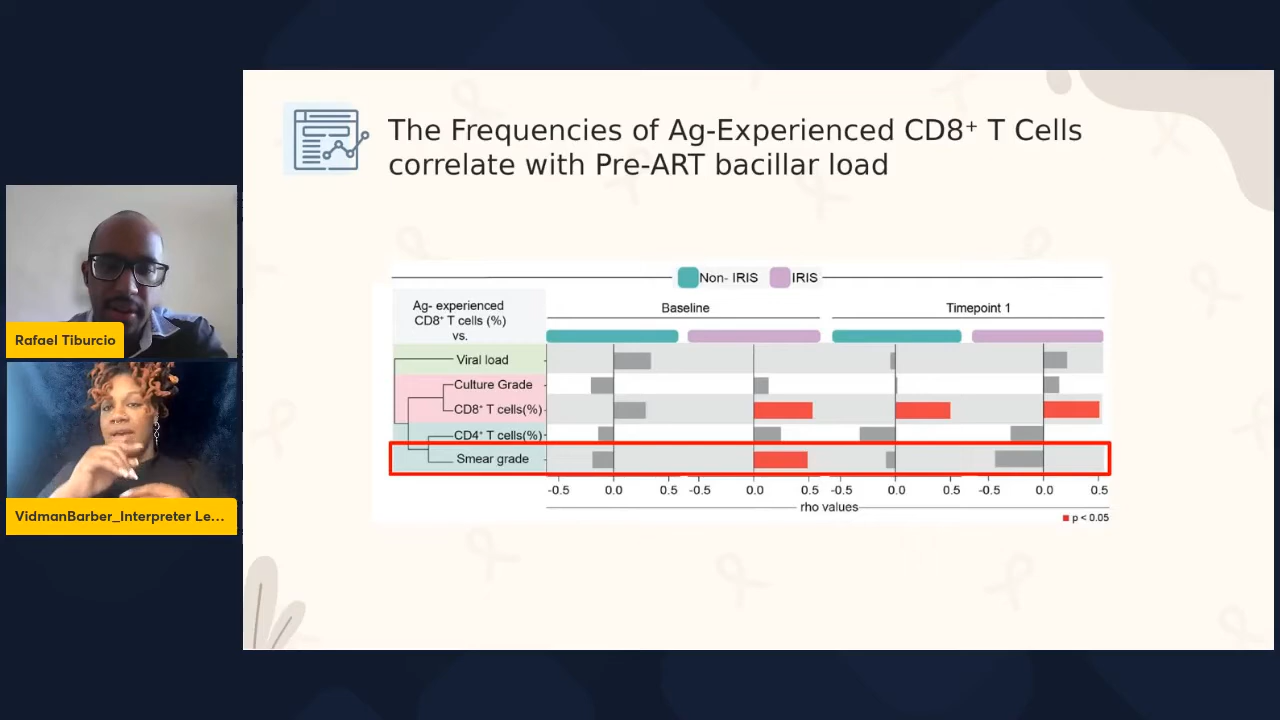 The Frequencies of Ag-Experienced CD8⁺ T Cells
correlate with Pre-ART bacillar load
Non- IRIS IRIS
Ag- experienced
CD8⁺ T cells (%)
vs.
Baseline Timepoint 1
Viral load
Culture Grade
CD8⁺ T cells(%)
CD4⁺ T cells(%)
Smear grade
-0.5 0.0 0.5 -0.5 0.0 0.5 -0.5 0.0 0.5 -0.5 0.0 0.5
rho values
p < 0.05
Rafael Tiburcio
VidmanBarber_Interpreter Le...